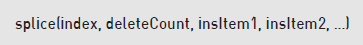 splice(index, deleteCount, insItem1, insItem2, ...)